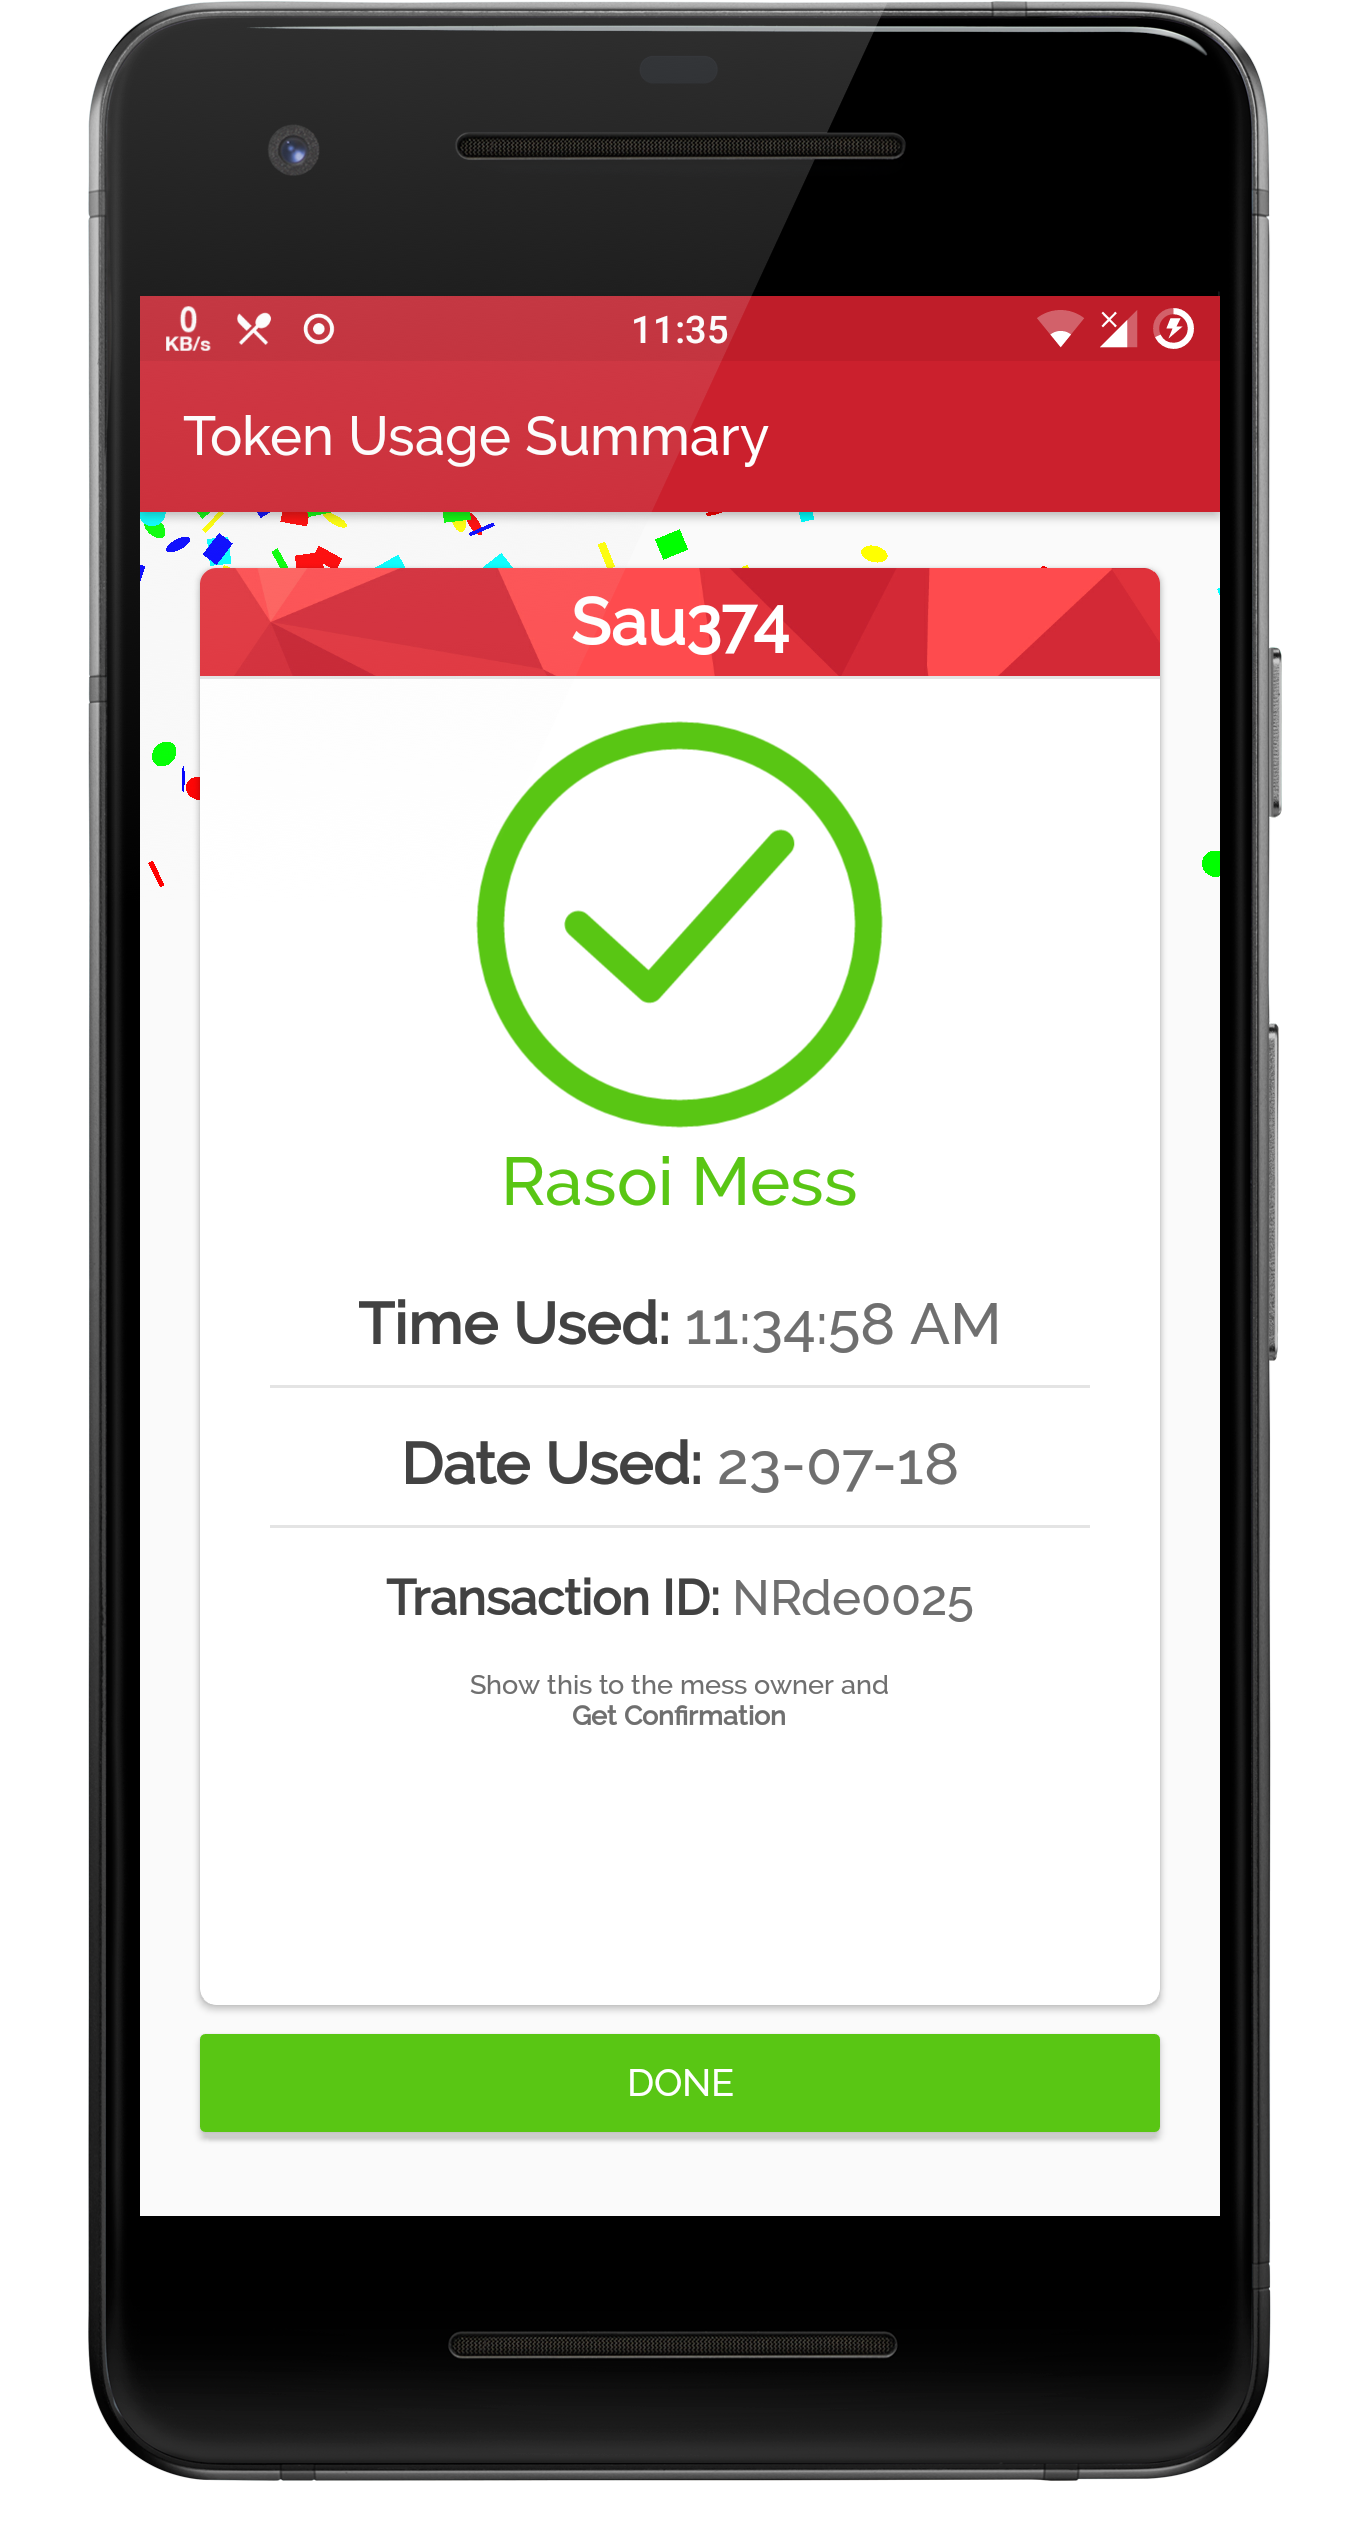 0
KB/s
11:35
Token Usage Summary
Sau374
Rasoi Mess
Time Used: 11:34:58 AM
Date Used: 23-07-18
Transaction ID: NRde0025
Show this to the mess owner and
Get Confirmation
DONE